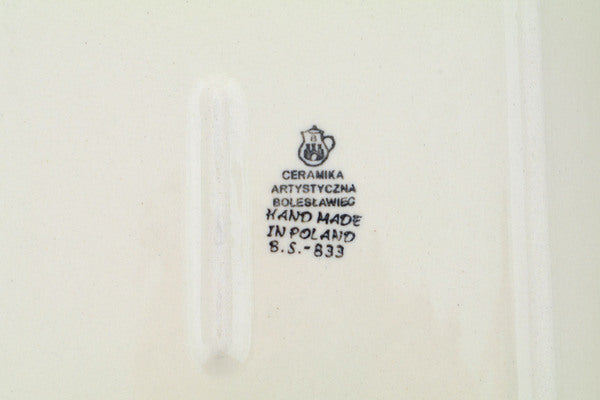 B
CERAMIKA
ARTYSTYCZNA
BOLESŁAWIEC
HAND MADE
IN POLAND
B.S.-833